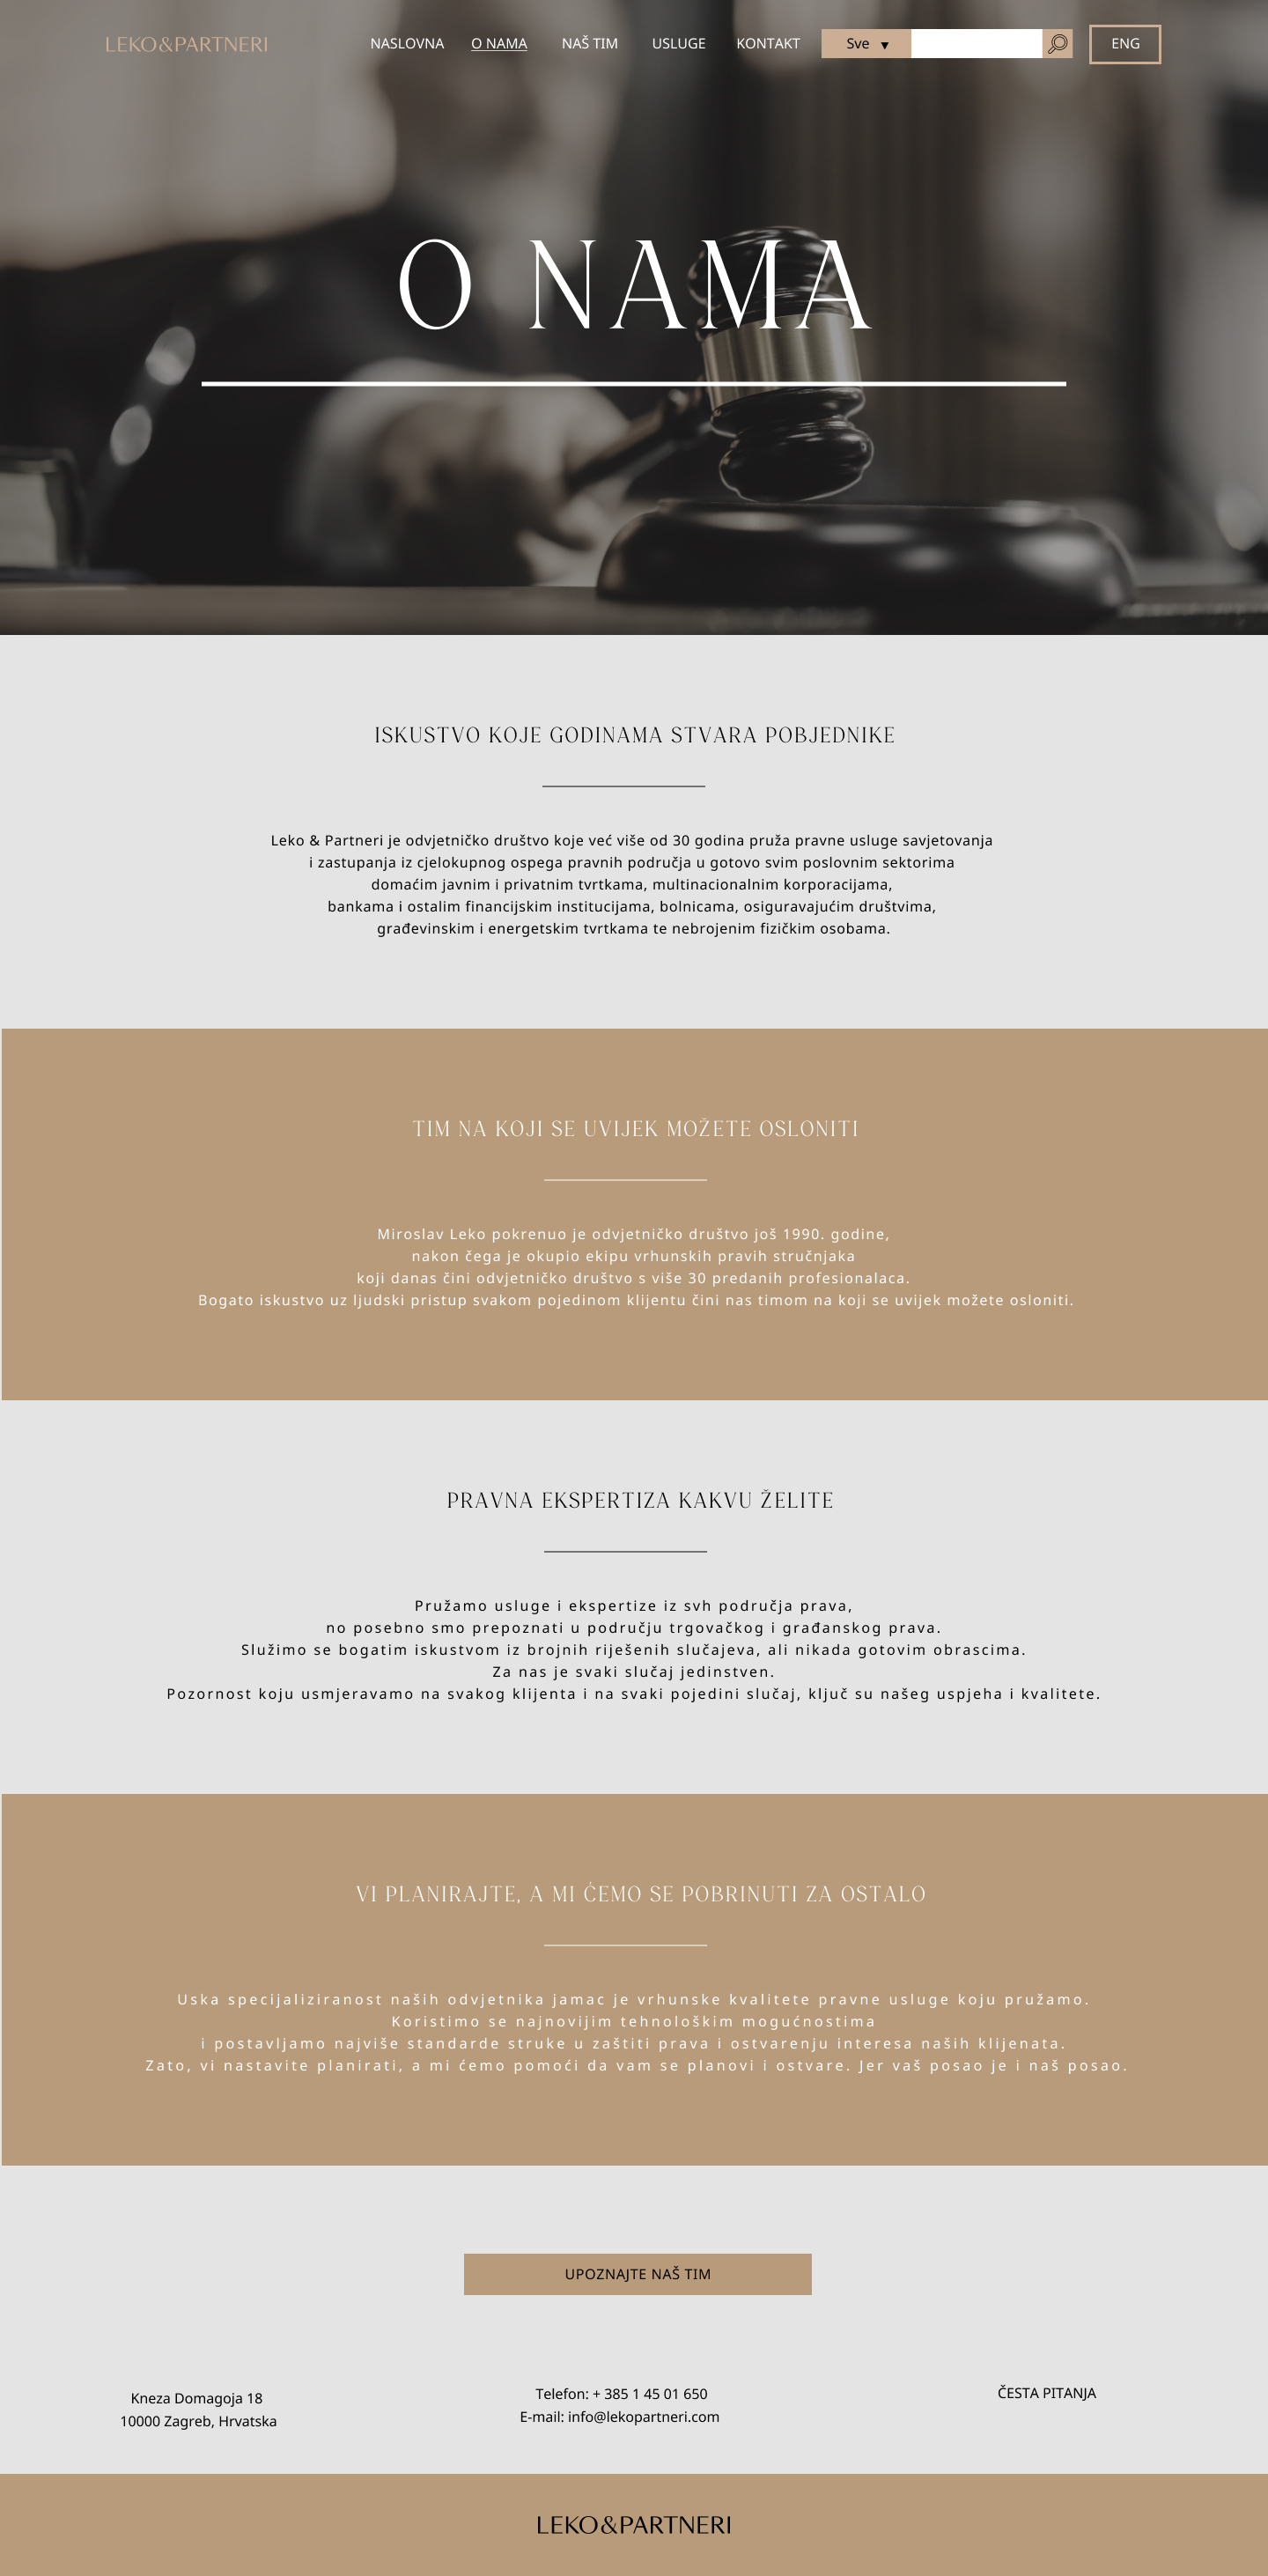 LEKO&PARTNERI
NASLOVNA O NAMA NAŠ TIM USLUGE KONTAKT Sve ENG
O NAMA
ISKUSTVO KOJE GODINAMA STVARA POBJEDNIKE
Leko & Partneri je odvjetničko društvo koje već više od 30 godina pruža pravne usluge savjetovanja
i zastupanja iz cjelokupnog ospega pravnih područja u gotovo svim poslovnim sektorima
domaćim javnim i privatnim tvrtkama, multinacionalnim korporacijama,
bankama i ostalim financijskim institucijama, bolnicama, osiguravajućim društvima,
građevinskim i energetskim tvrtkama te nebrojenim fizičkim osobama.
TIM NA KOJI SE UVIJEK MOŽETE OSLONITI
Miroslav Leko pokrenuo je odvjetničko društvo još 1990. godine,
nakon čega je okupio ekipu vrhunskih pravih stručnjaka
koji danas čini odvjetničko društvo s više 30 predanih profesionalaca.
Bogato iskustvo uz ljudski pristup svakom pojedinom klijentu čini nas timom na koji se uvijek možete osloniti.
PRAVNA EKSPERTIZA KAKVU ŽELITE
Pružamo usluge i ekspertize iz svh područja prava,
no posebno smo prepoznati u području trgovačkog i građanskog prava.
Služimo se bogatim iskustvom iz brojnih riješenih slučajeva, ali nikada gotovim obrascima.
Za nas je svaki slučaj jedinstven.
Pozornost koju usmjeravamo na svakog klijenta i na svaki pojedini slučaj, ključ su našeg uspjeha i kvalitete.
VI PLANIRAJTE, A MI ĆEMO SE POBRINUTI ZA OSTALO
Uska specijaliziranost naših odvjetnika jamac je vrhunske kvalitete pravne usluge koju pružamo.
Koristimo se najnovijim tehnološkim mogućnostima
i postavljamo najviše standarde struke u zaštiti prava i ostvarenju interesa naših klijenata.
Zato, vi nastavite planirati, a mi ćemo pomoći da vam se planovi i ostvare. Jer vaš posao je i naš posao.
UPOZNAJTE NAŠ TIM
Kneza Domagoja 18
10000 Zagreb, Hrvatska
Telefon: + 385 1 45 01 650
E-mail: info@lekopartneri.com
ČESTA PITANJA
LEKO&PARTNERI